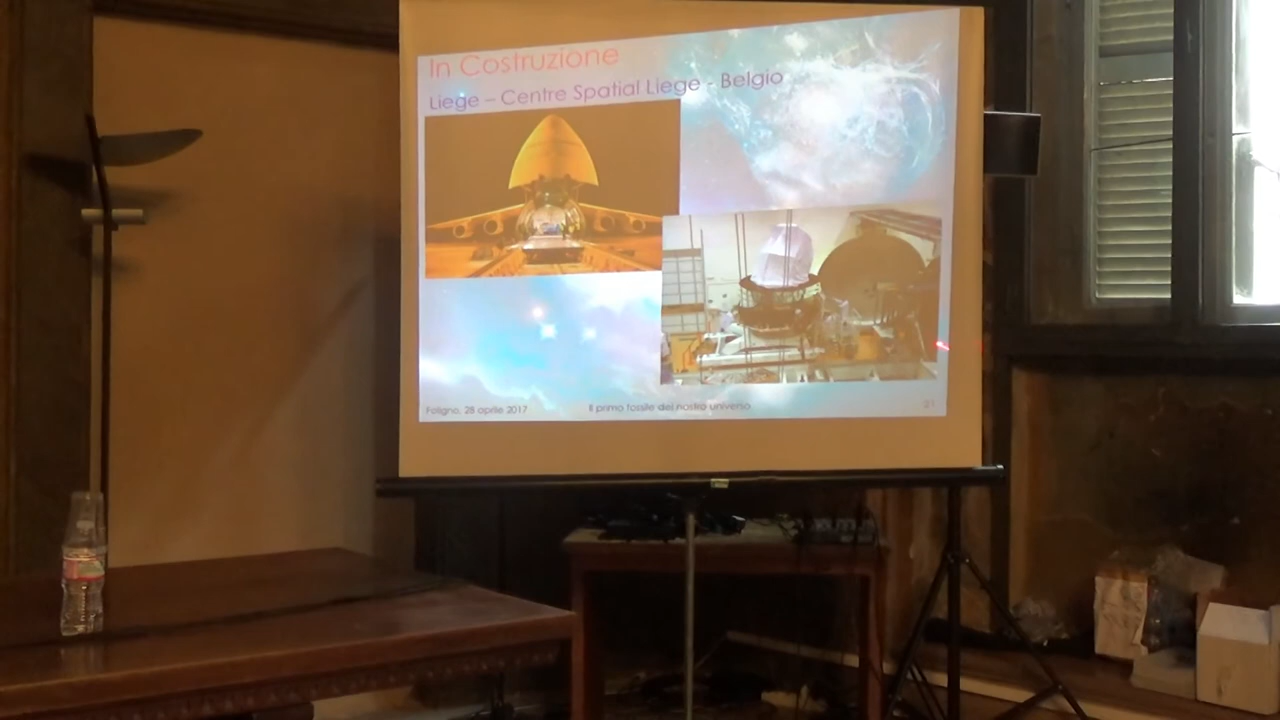 In Costruzione
Liege – Centre Spatial Liege - Belgio
Foligno, 28 aprile 2017
Il primo fossile del nostro universo